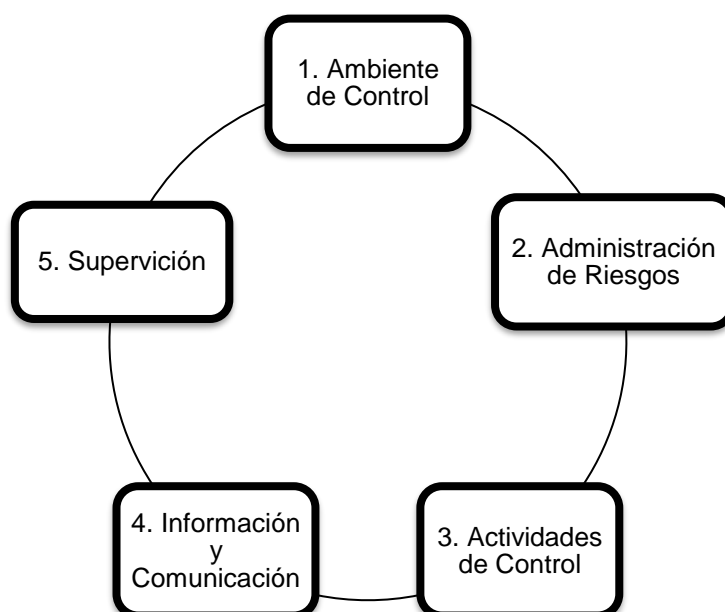 1. Ambiente
de Control
2. Administración
de Riesgos
3. Actividades
de Control
4. Información
y
Comunicación
5. Supervición